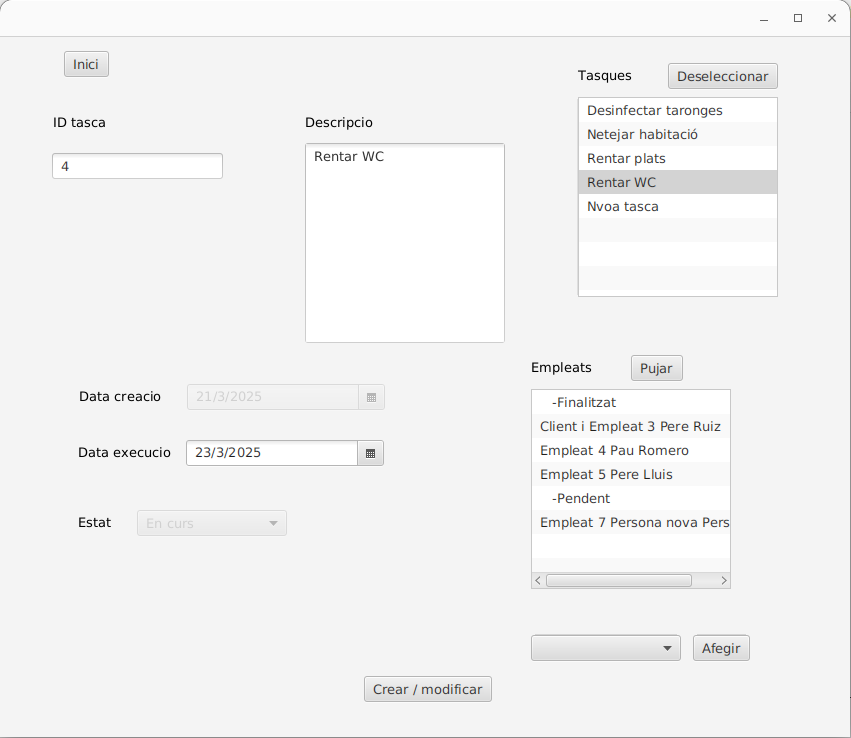 Inici
Tasques
Deseleccionar
ID tasca
Descripcio
4
Rentar WC
Desinfectar taronges
Netejar habitació
Rentar plats
Rentar WC
Nvoa tasca
Data creacio
21/3/2025
Data execucio
23/3/2025
Estat
En curs
Empleats
Pujar
-Finalitzat
Client i Empleat 3 Pere Ruiz
Empleat 4 Pau Romero
Empleat 5 Pere Lluis
-Pendent
Empleat 7 Persona nova Pers
Afegir
Crear / modificar